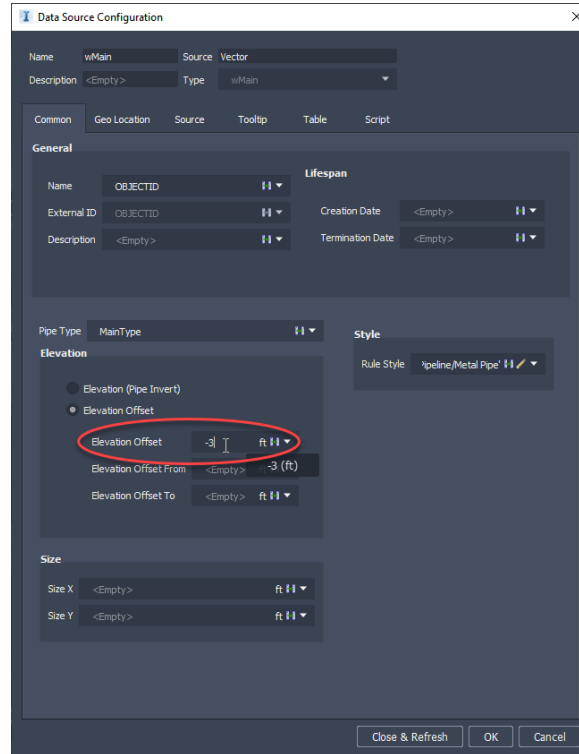 Data Source Configuration
Name wMain Source Vector
Description <Empty> Type wMain
Common Geo Location Source Tooltip Table Script
General
Lifespan
Name OBJECTID
External ID OBJECTID
Creation Date <Empty>
Description <Empty>
Termination Date <Empty>
Pipe Type MainType
Style
Elevation
Rule Style 'ipeline/Metal Pipe'
Elevation (Pipe Invert)
Elevation Offset
Elevation Offset -3 ft
Elevation Offset From <Empty> -3 (ft)
Elevation Offset To <Empty> ft
Size
Size X <Empty> ft
Size Y <Empty> ft
Close & Refresh OK Cancel